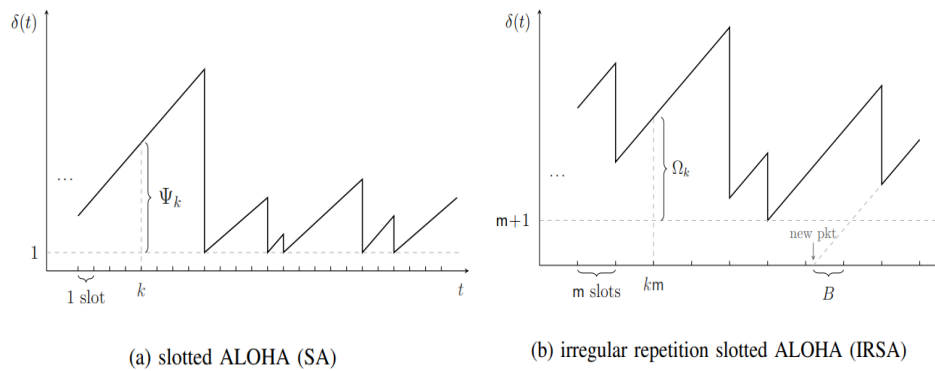 δ(t)
...
Ψ_k
1
1 slot
k
t
(a) slotted ALOHA (SA)
δ(t)
...
Ω_k
m+1
new pkt
m slots
km
B
(b) irregular repetition slotted ALOHA (IRSA)